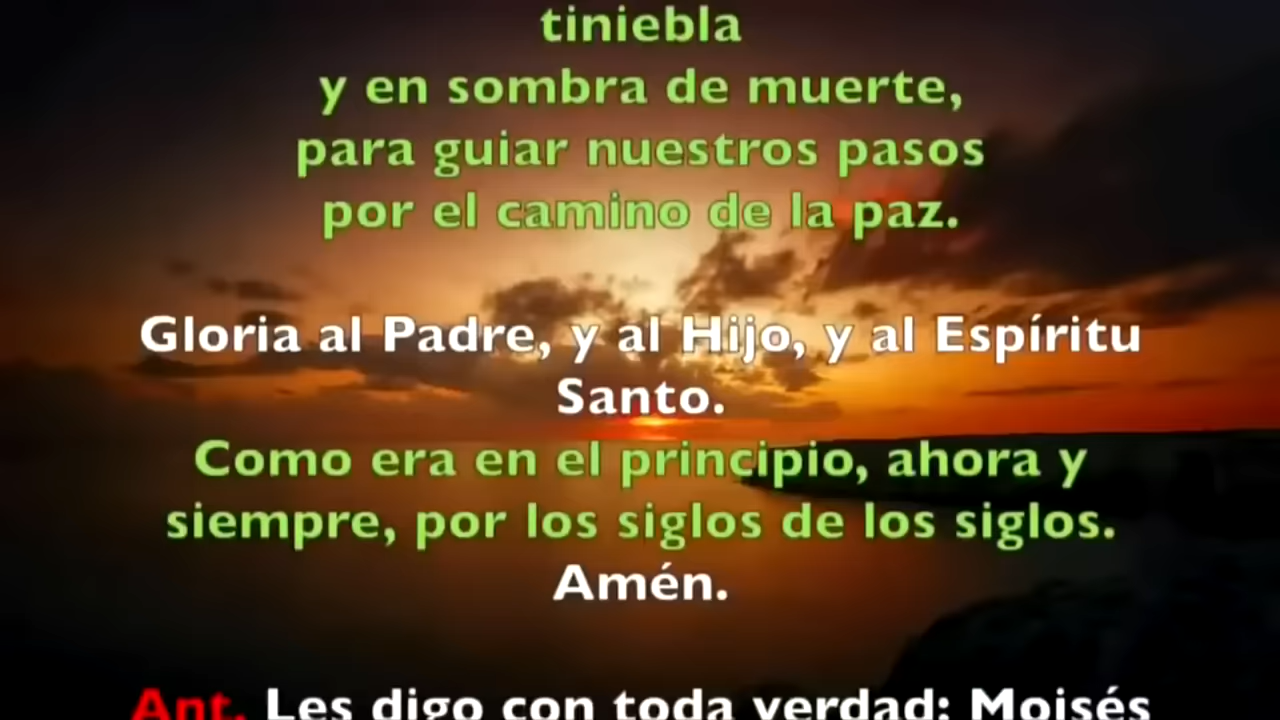 tiniebla
y en sombra de muerte,
para guiar nuestros pasos
por el camino de la paz.
Gloria al Padre, y al Hijo, y al Espíritu
Santo.
Como era en el principio, ahora y
siempre, por los siglos de los siglos.
Amén.
Ant. Les digo con toda verdad: Moisés